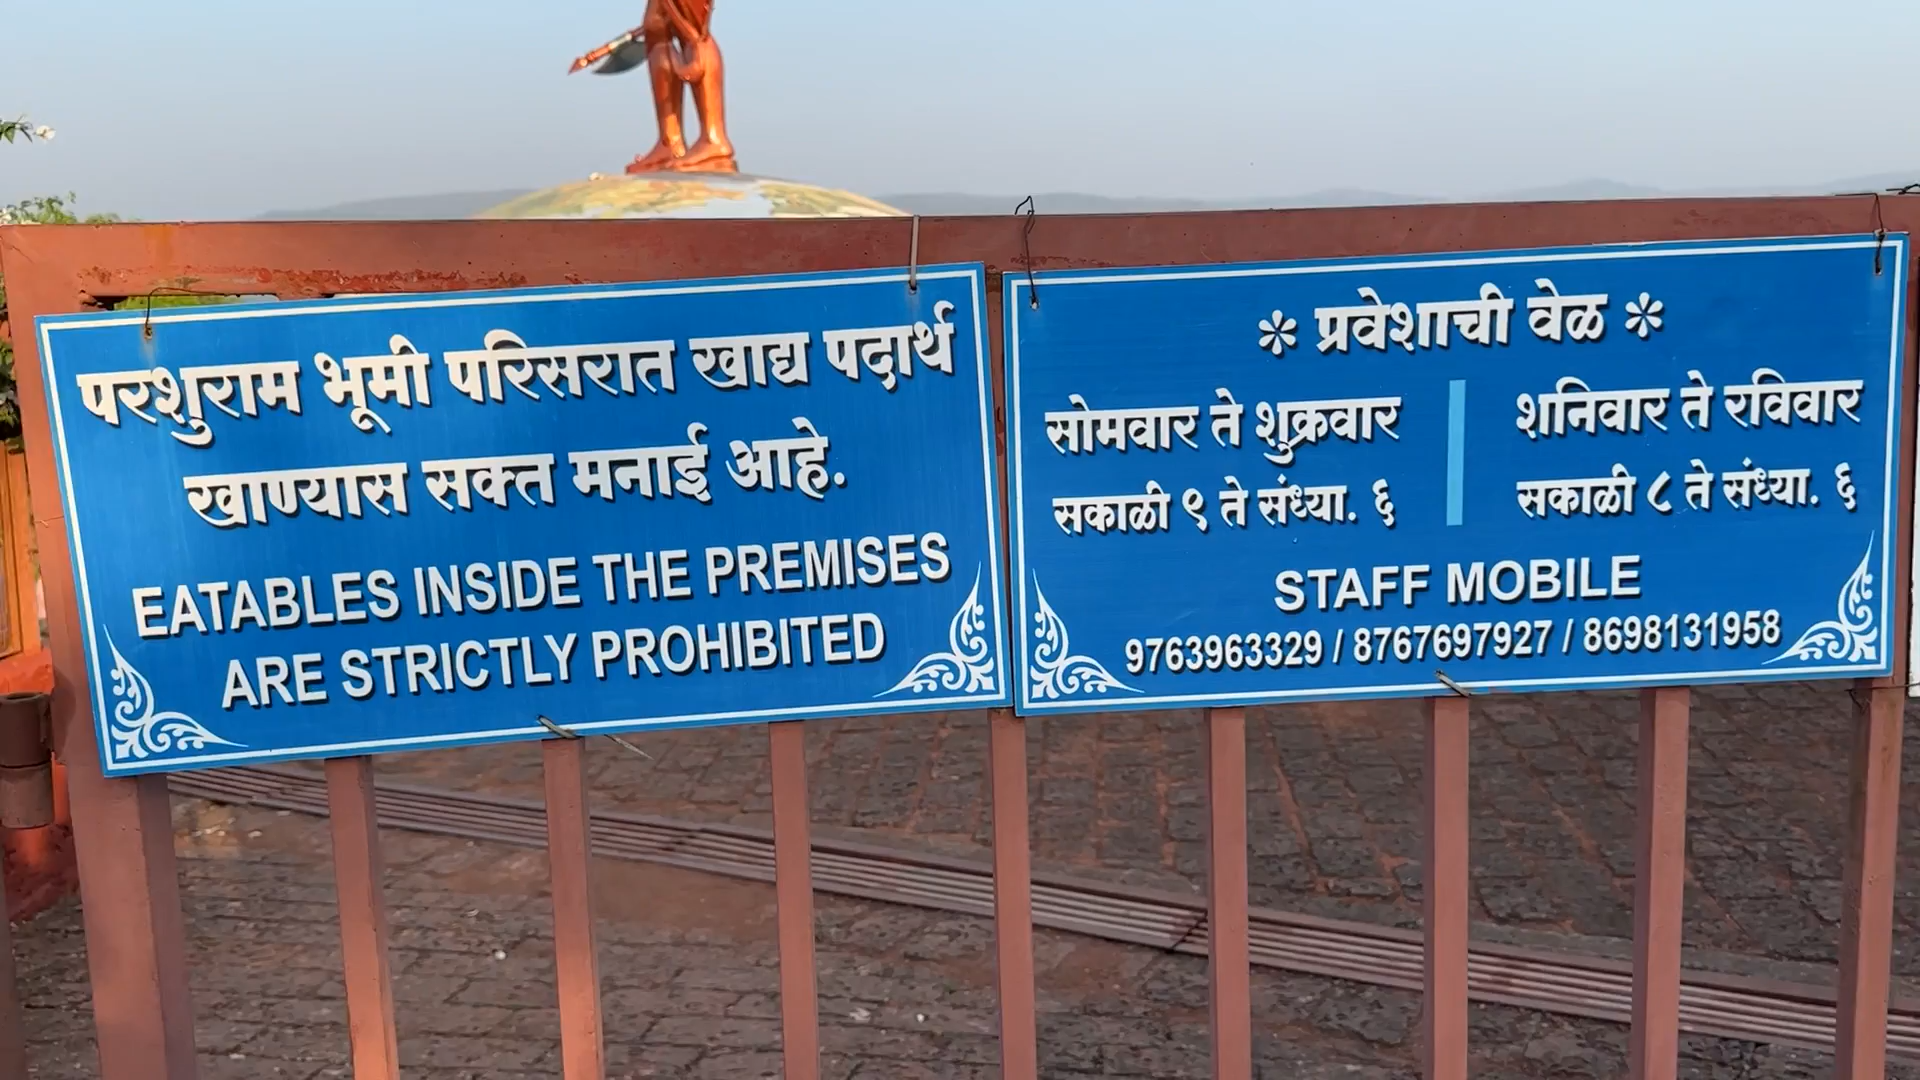 परशुराम भूमी परिसरात खाद्य पदार्थ
खाण्यास सक्त मनाई आहे.
EATABLES INSIDE THE PREMISES
ARE STRICTLY PROHIBITED
* प्रवेशाची वेळ *
सोमवार ते शुक्रवार
सकाळी ९ ते संध्या. ६
शनिवार ते रविवार
सकाळी ८ ते संध्या. ६
STAFF MOBILE
9763963329 / 8767697927 / 8698131958